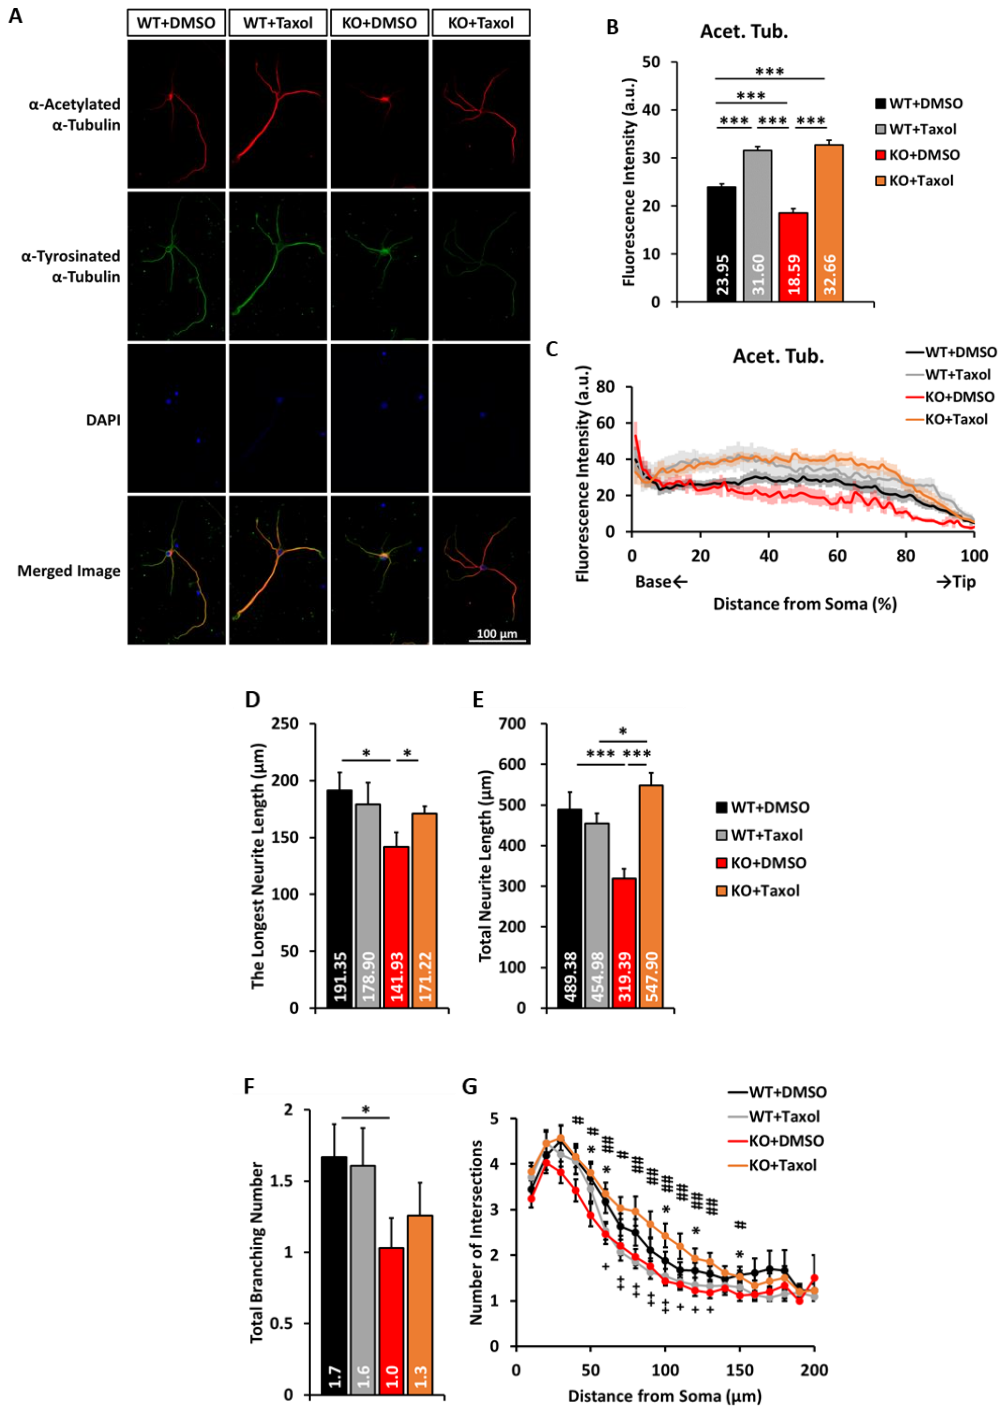 A
WT+DMSO
WT+Taxol
KO+DMSO
KO+Taxol
α-Acetylated
α-Tubulin
α-Tyrosinated
α-Tubulin
DAPI
Merged Image
100 µm
B
Acet. Tub.
Fluorescence Intensity (a.u.)
50
40
30
20
10
0
***
***
*** *** ***
23.95
31.60
18.59
32.66
WT+DMSO
WT+Taxol
KO+DMSO
KO+Taxol
C
Acet. Tub.
WT+DMSO
WT+Taxol
KO+DMSO
KO+Taxol
Fluorescence Intensity (a.u.)
80
60
40
20
0
0 20 40 60 80 100
Base← →Tip
Distance from Soma (%)
D
The Longest Neurite Length (µm)
250
200
150
100
50
0
* *
191.35
178.90
141.93
171.22
E
Total Neurite Length (µm)
700
600
500
400
300
200
100
0
*
*** ***
489.38
454.98
319.39
547.90
WT+DMSO
WT+Taxol
KO+DMSO
KO+Taxol
F
Total Branching Number
2
1.5
1
0.5
0
*
1.7
1.6
1.0
1.3
G
WT+DMSO
WT+Taxol
KO+DMSO
KO+Taxol
Number of Intersections
5
4
3
2
1
0
0 50 100 150 200
Distance from Soma (µm)